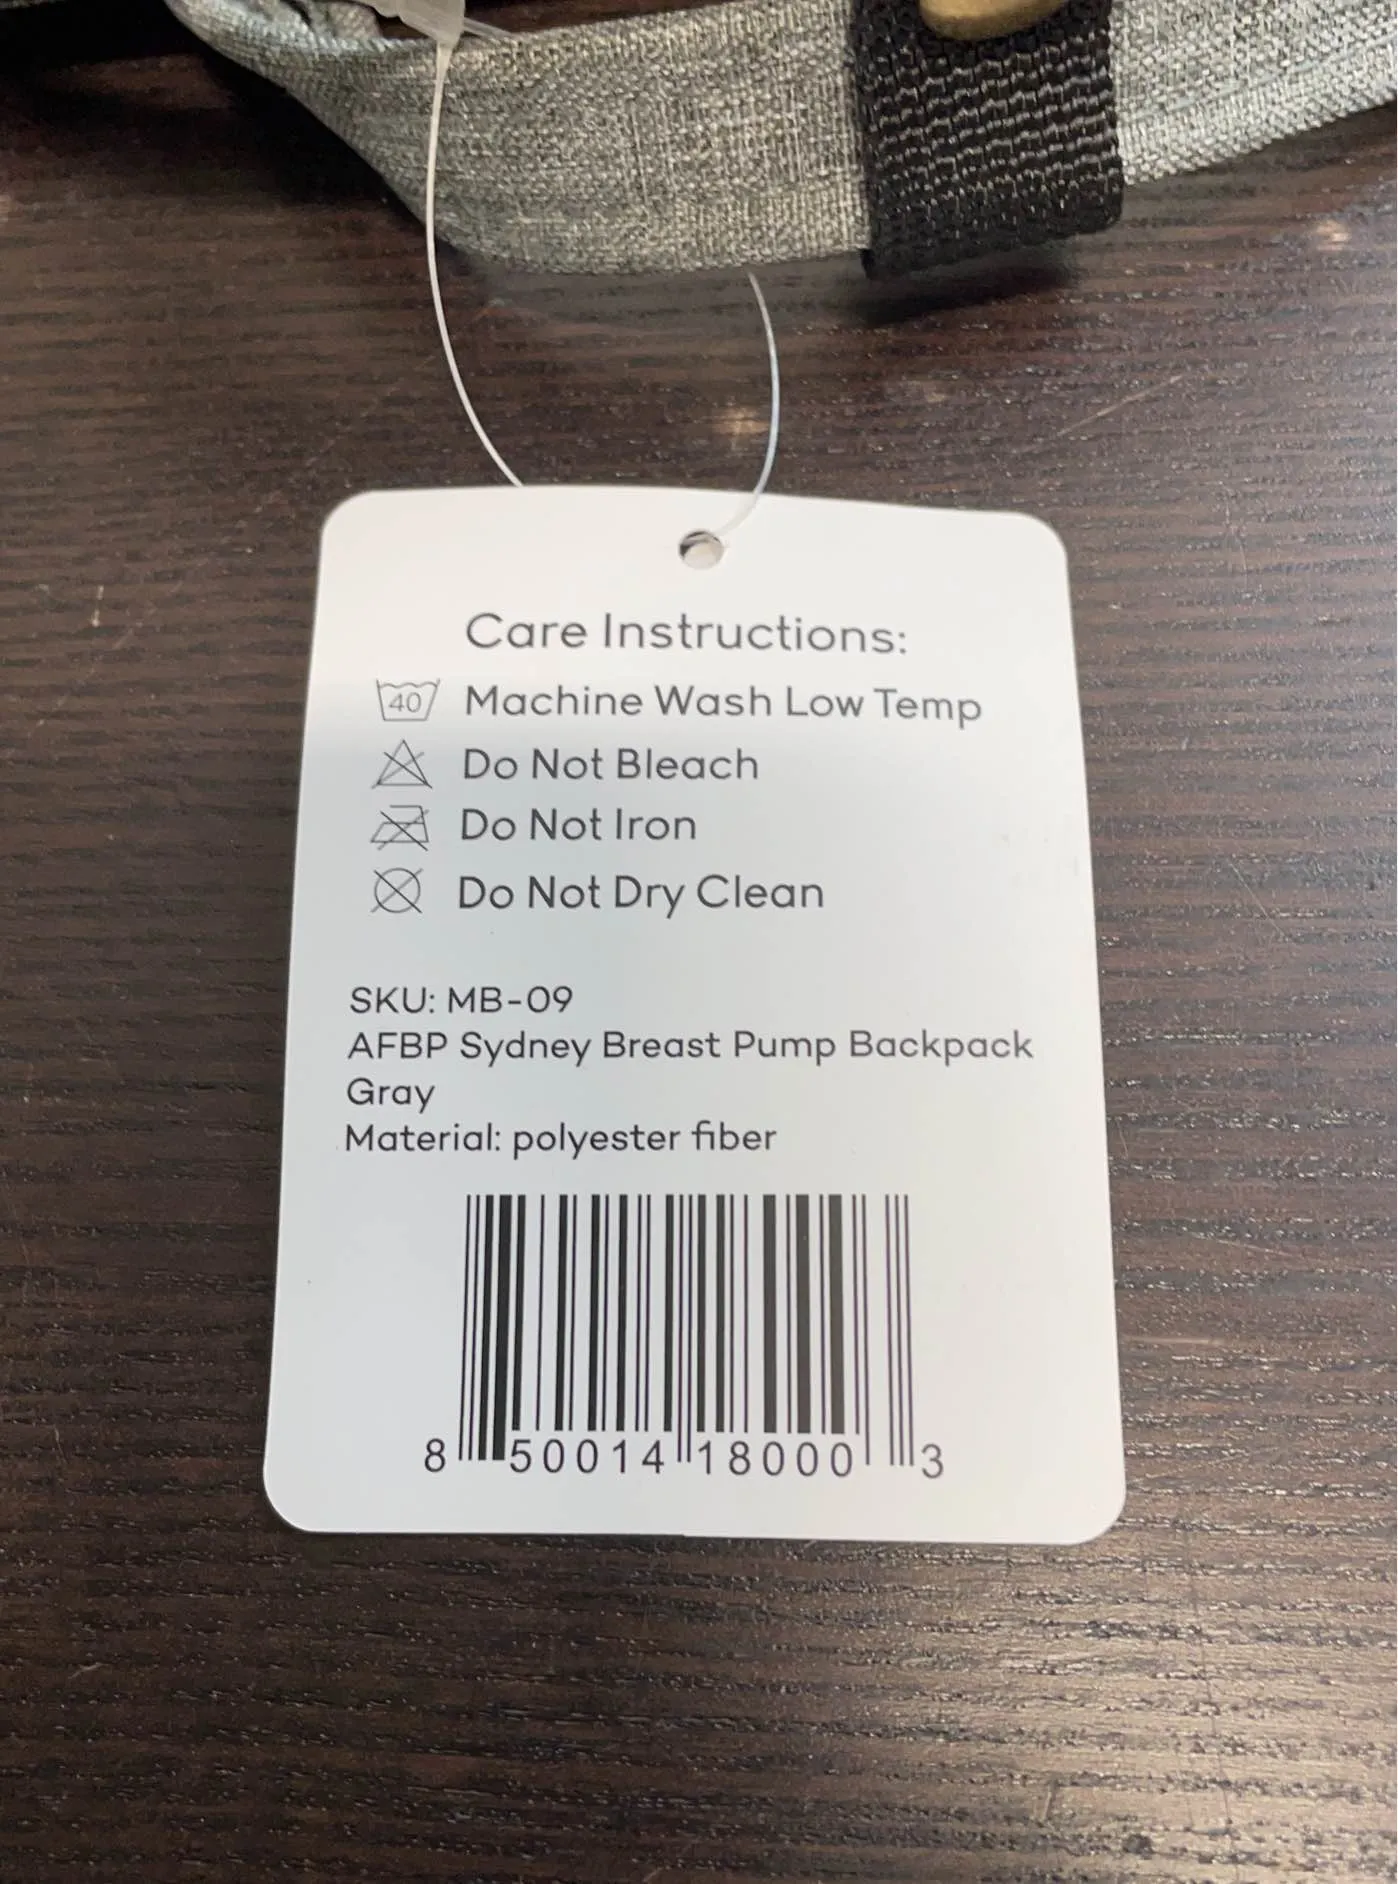 Care Instructions:
40 Machine Wash Low Temp
Do Not Bleach
Do Not Iron
Do Not Dry Clean
SKU: MB-09
AFBP Sydney Breast Pump Backpack
Gray
Material: polyester fiber
8 50014 18000 3